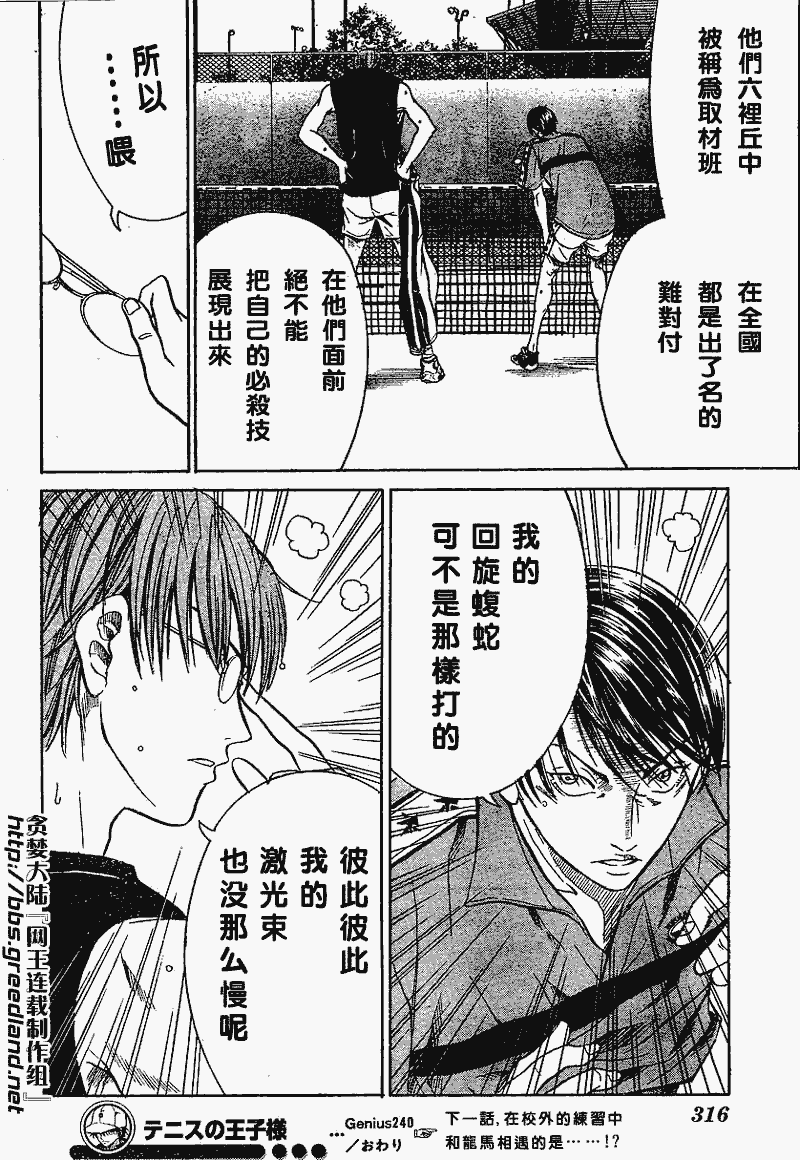 他們六裡丘中
被稱為取材班
在全國
都是出了名的
難對付
在他們面前
絕不能
把自己的必殺技
展現出來
所以
……喂
我的
回旋蝮蛇
可不是那樣打的
彼此彼此
我的
激光束
也没那么慢呢
贪婪大陆『网王连载制作组』
http://bbs.greedland.net
テニスの王子様
…Genius240
／おわり
☞
下一話,在校外的練習中
和龍馬相遇的是……!?
316